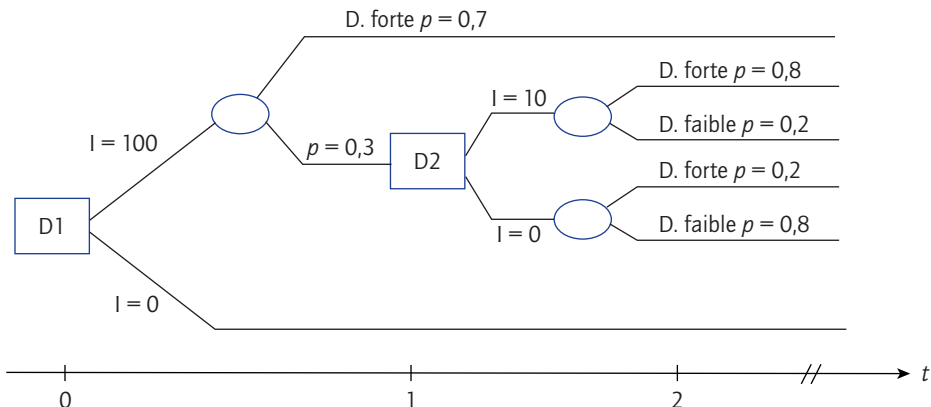 D. forte p = 0,7
D. forte p = 0,8
I = 10
I = 100
D. faible p = 0,2
p = 0,3
D2
D. forte p = 0,2
D1
D. faible p = 0,8
I = 0
I = 0
t
0
1
2